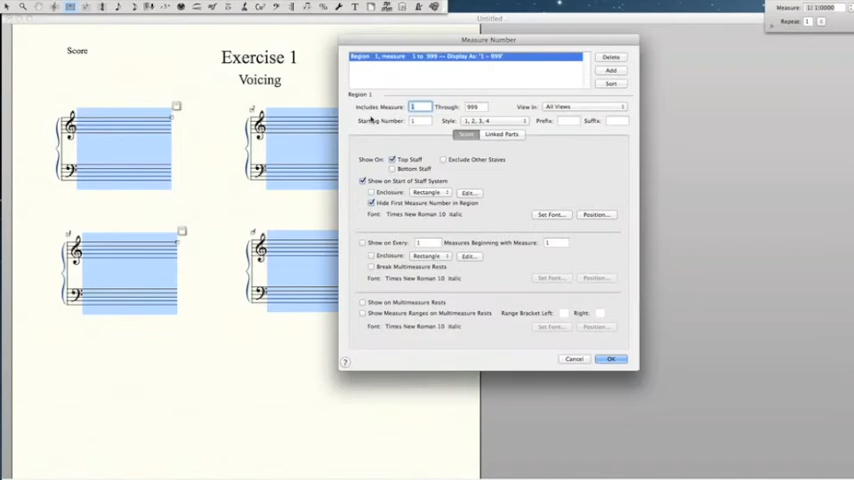 Untitled
Measure: 1| 1|0000
Repeat: 1
Score
Exercise 1
Voicing
Measure Number
Region 1, measure 1 to 999 -- Display As: '1 - 999'
Delete
Add
Sort
Region 1
Includes Measure: 1 Through: 999 View In: All Views
Starting Number: 1 Style: 1, 2, 3, 4 Prefix: Suffix:
Score Linked Parts
Show On: Top Staff Exclude Other Staves
Bottom Staff
Show on Start of Staff System
Enclosure: Rectangle Edit...
Hide First Measure Number in Region
Font: Times New Roman 10 Italic Set Font... Position...
Show on Every: 1 Measures Beginning with Measure: 1
Enclosure: Rectangle Edit...
Break Multimeasure Rests
Font: Times New Roman 10 Italic Set Font... Position...
Show on Multimeasure Rests
Show Measure Ranges on Multimeasure Rests Range Bracket Left: Right:
Font: Times New Roman 10 Italic Set Font... Position...
? Cancel OK